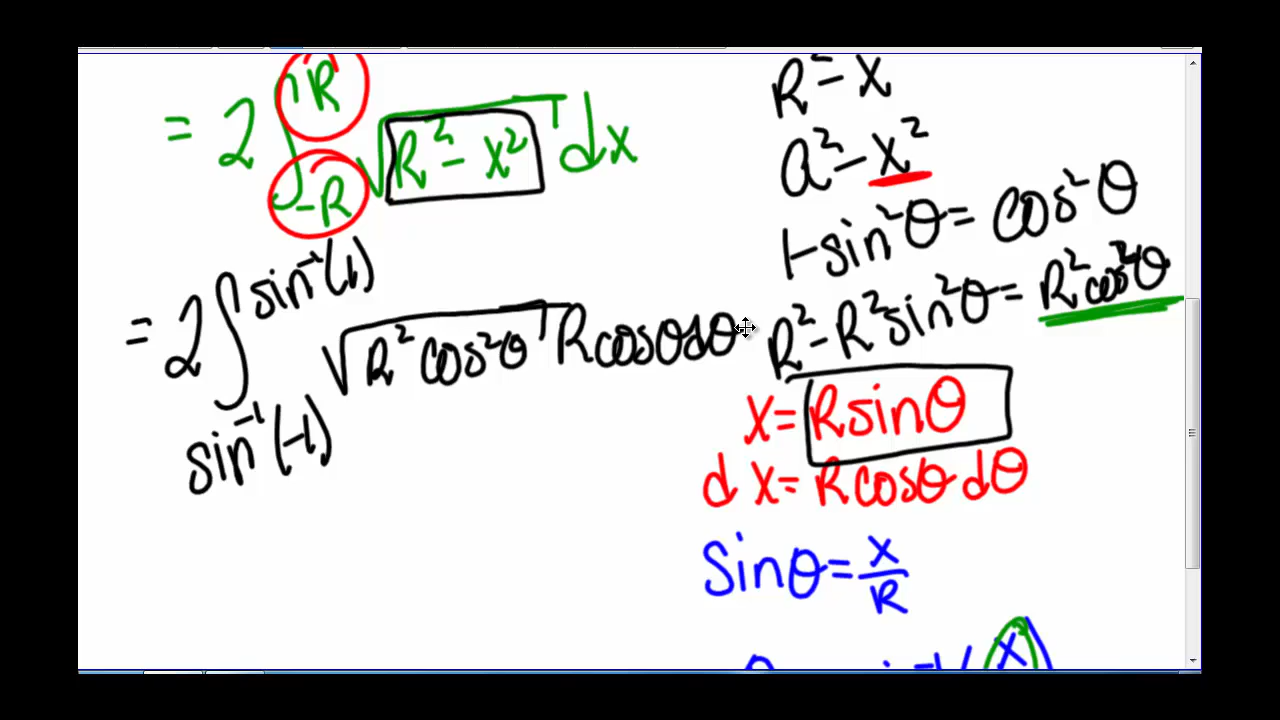 = 2 ∫_{-R}^{R} √(R² - x²) dx
= 2 ∫_{sin⁻¹(-1)}^{sin⁻¹(1)} √(R² cos²θ) R cosθ dθ
R² - x
a² - x²
1 - sin²θ = cos²θ
R² - R² sin²θ = R² cos²θ
x = R sinθ
dx = R cosθ dθ
sinθ = x/R